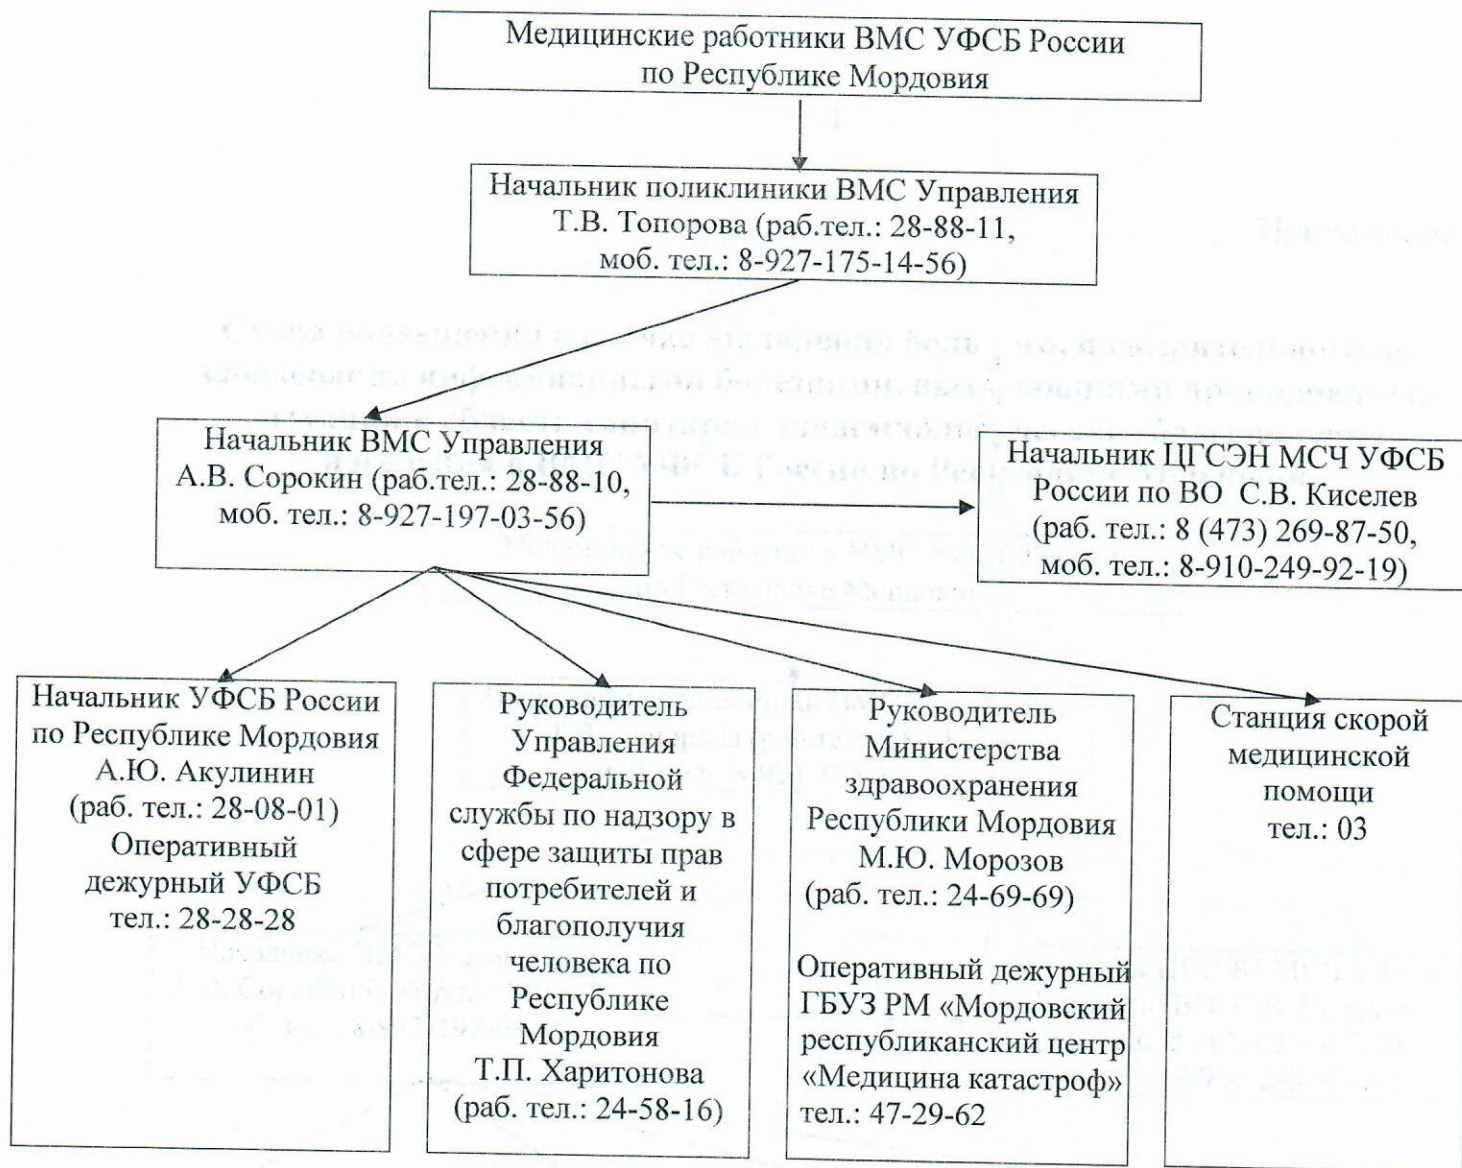 Медицинские работники ВМС УФСБ России
по Республике Мордовия
Начальник поликлиники ВМС Управления
Т.В. Топорова (раб.тел.: 28-88-11,
моб. тел.: 8-927-175-14-56)
Начальник ВМС Управления
А.В. Сорокин (раб.тел.: 28-88-10,
моб. тел.: 8-927-197-03-56)
Начальник ЦГСЭН МСЧ УФСБ
России по ВО С.В. Киселев
(раб. тел.: 8 (473) 269-87-50,
моб. тел.: 8-910-249-92-19)
Начальник УФСБ России
по Республике Мордовия
А.Ю. Акулинин
(раб. тел.: 28-08-01)
Оперативный
дежурный УФСБ
тел.: 28-28-28
Руководитель
Управления
Федеральной
службы по надзору в
сфере защиты прав
потребителей и
благополучия
человека по
Республике
Мордовия
Т.П. Харитонова
(раб. тел.: 24-58-16)
Руководитель
Министерства
здравоохранения
Республики Мордовия
М.Ю. Морозов
(раб. тел.: 24-69-69)
Оперативный дежурный
ГБУЗ РМ «Мордовский
республиканский центр
«Медицина катастроф»
тел.: 47-29-62
Станция скорой
медицинской
помощи
тел.: 03